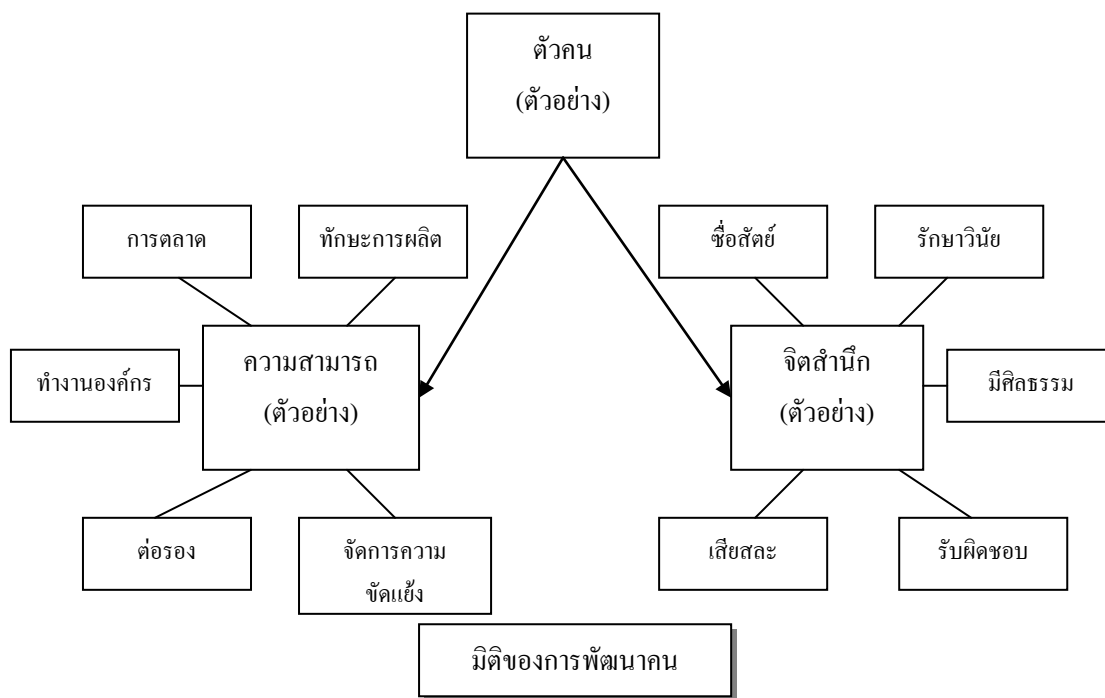 ตัวคน
(ตัวอย่าง)
การตลาด
ทักษะการผลิต
ซื่อสัตย์
รักษาวินัย
ทำงานองค์กร
ความสามารถ
(ตัวอย่าง)
จิตสำนึก
(ตัวอย่าง)
มีศิลธรรม
ต่อรอง
จัดการความ
ขัดแย้ง
เสียสละ
รับผิดชอบ
มิติของการพัฒนาคน